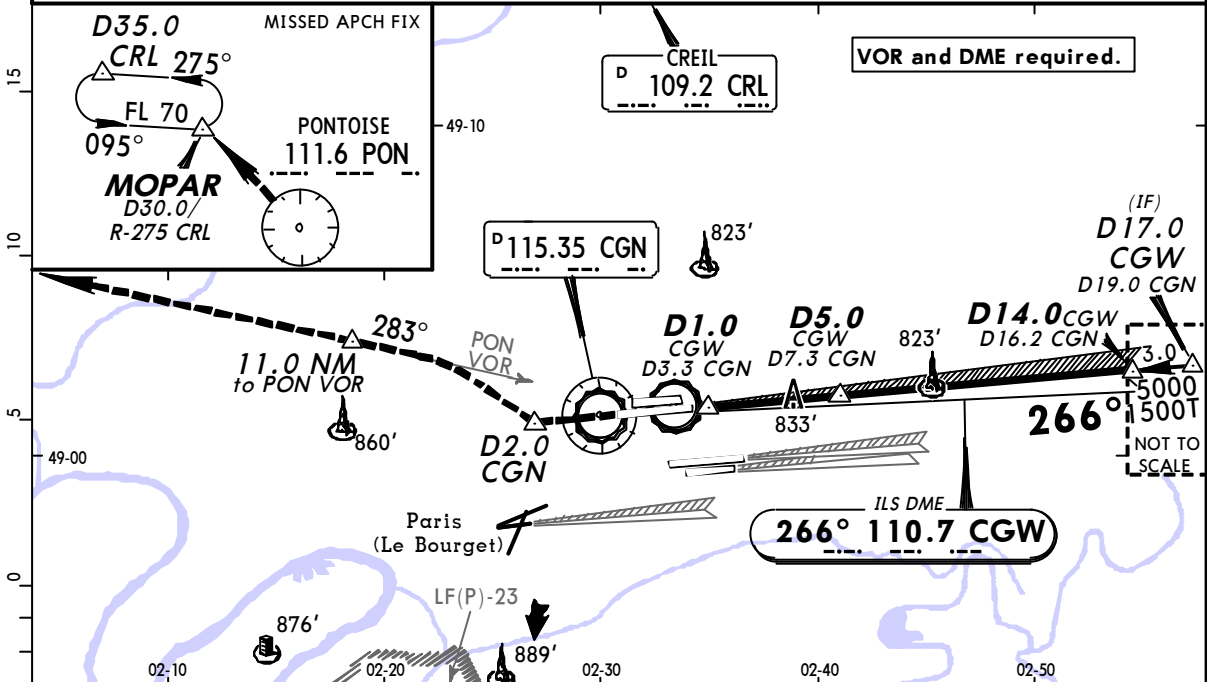 MISSED APCH FIX
D35.0
CRL
275°
FL 70
095°
MOPAR
D30.0/
R-275 CRL
PONTOISE
111.6 PON
CREIL
D 109.2 CRL
VOR and DME required.
15
49-10
10
D 115.35 CGN
823'
(IF)
D17.0
CGW
D19.0 CGN
283°
PON
VOR
11.0 NM
to PON VOR
D1.0
CGW
D3.3 CGN
D5.0
CGW
D7.3 CGN
823'
D14.0 CGW
D16.2 CGN
3.0
5000
1500T
266°
NOT TO
SCALE
5
860'
833'
D2.0
CGN
49-00
Paris
(Le Bourget)
ILS DME
266° 110.7 CGW
0
LF(P)-23
876'
889'
02-10
02-20
02-30
02-40
02-50